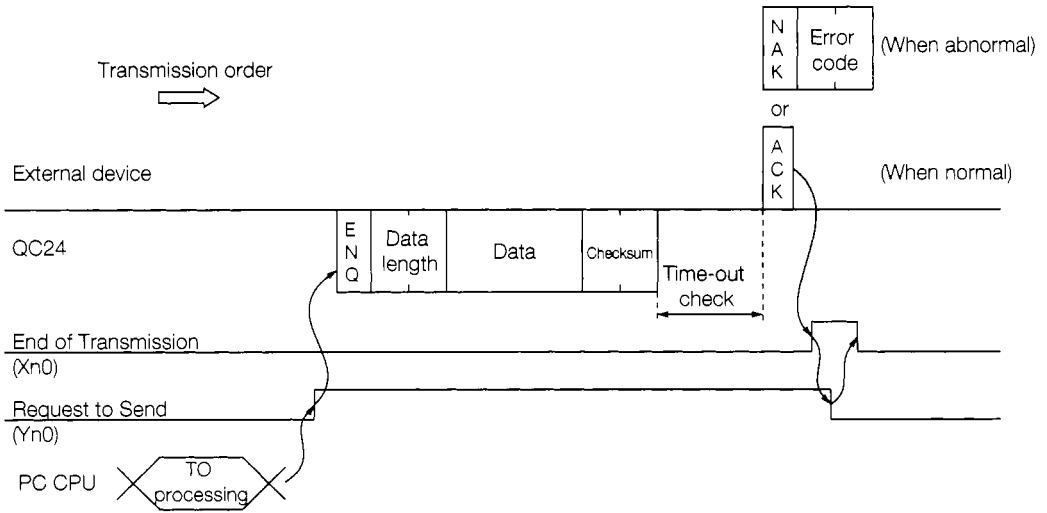 N
A
K
Error
code
(When abnormal)
Transmission order
or
External device
A
C
K
(When normal)
QC24
E
N
Q
Data
length
Data
Checksum
Time-out
check
End of Transmission
(Xn0)
Request to Send
(Yn0)
PC CPU
TO
processing